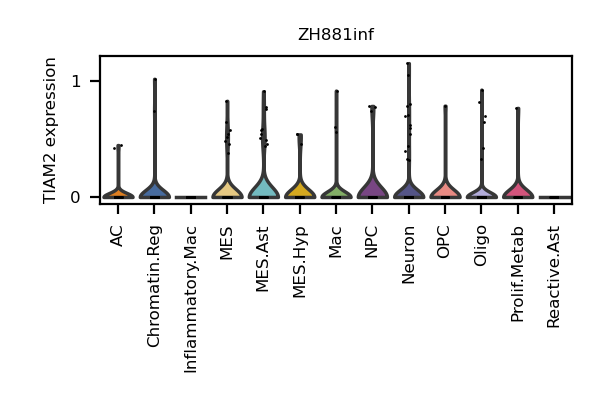 ZH881inf
TIAM2 expression
1
0
AC
Chromatin.Reg
Inflammatory.Mac
MES
MES.Ast
MES.Hyp
Mac
NPC
Neuron
OPC
Oligo
Prolif.Metab
Reactive.Ast